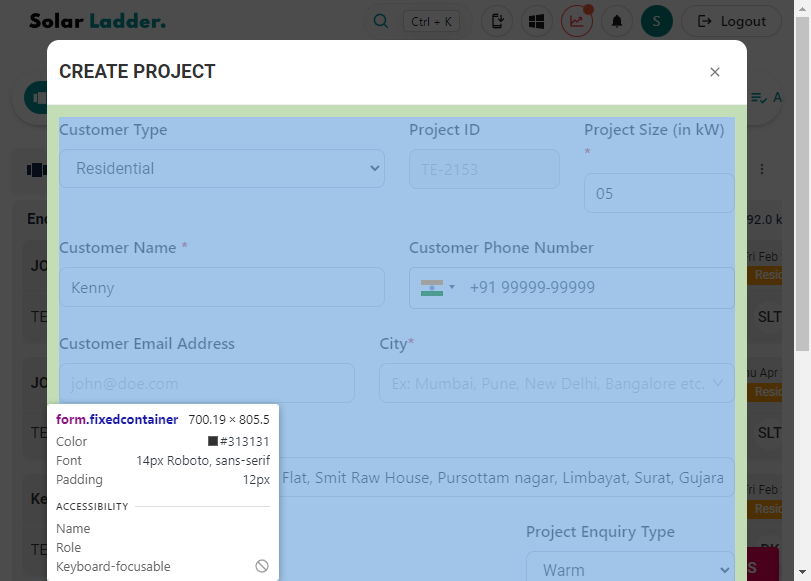 Solar Ladder.
Ctrl + K
S
Logout
CREATE PROJECT
×
A
Customer Type
Project ID
Project Size (in kW)
*
Residential
TE-2153
05
Enq
92.0 k
Customer Name *
Customer Phone Number
JO
Fri Feb
Resid
Kenny
+91 99999-99999
TE
SLT
Customer Email Address
City*
JO
hu Apr
john@doe.com
Ex: Mumbai, Pune, New Delhi, Bangalore etc.
Resid
form.fixedcontainer 700.19 × 805.5
Color #313131
TE
SLT
Font 14px Roboto, sans-serif
Padding 12px
Flat, Smit Raw House, Pursottam nagar, Limbayat, Surat, Gujara
Fri Feb
Ke
Resid
ACCESSIBILITY
Name
Project Enquiry Type
Role
TE
Keyboard-focusable
Warm
S